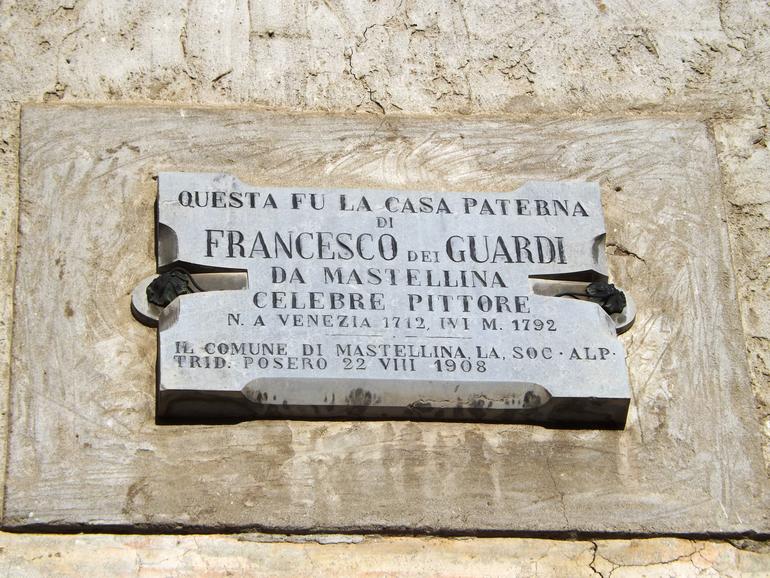 QUESTA FU LA CASA PATERNA
DI
FRANCESCO DEI GUARDI
DA MASTELLINA
CELEBRE PITTORE
N. A VENEZIA 1712, IVI M. 1792
IL COMUNE DI MASTELLINA, LA, SOC. ALP.
TRID. POSERO 22 VIII 1908